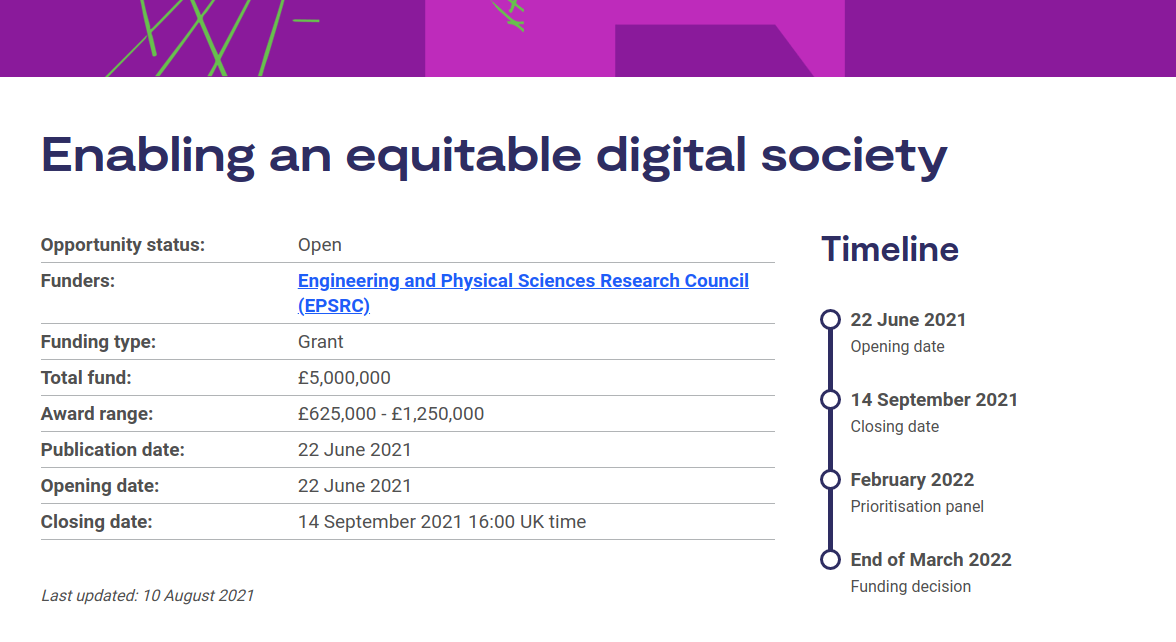 Enabling an equitable digital society
Opportunity status: Open
Funders: Engineering and Physical Sciences Research Council
(EPSRC)
Funding type: Grant
Total fund: £5,000,000
Award range: £625,000 - £1,250,000
Publication date: 22 June 2021
Opening date: 22 June 2021
Closing date: 14 September 2021 16:00 UK time
Last updated: 10 August 2021
Timeline
22 June 2021
Opening date
14 September 2021
Closing date
February 2022
Prioritisation panel
End of March 2022
Funding decision